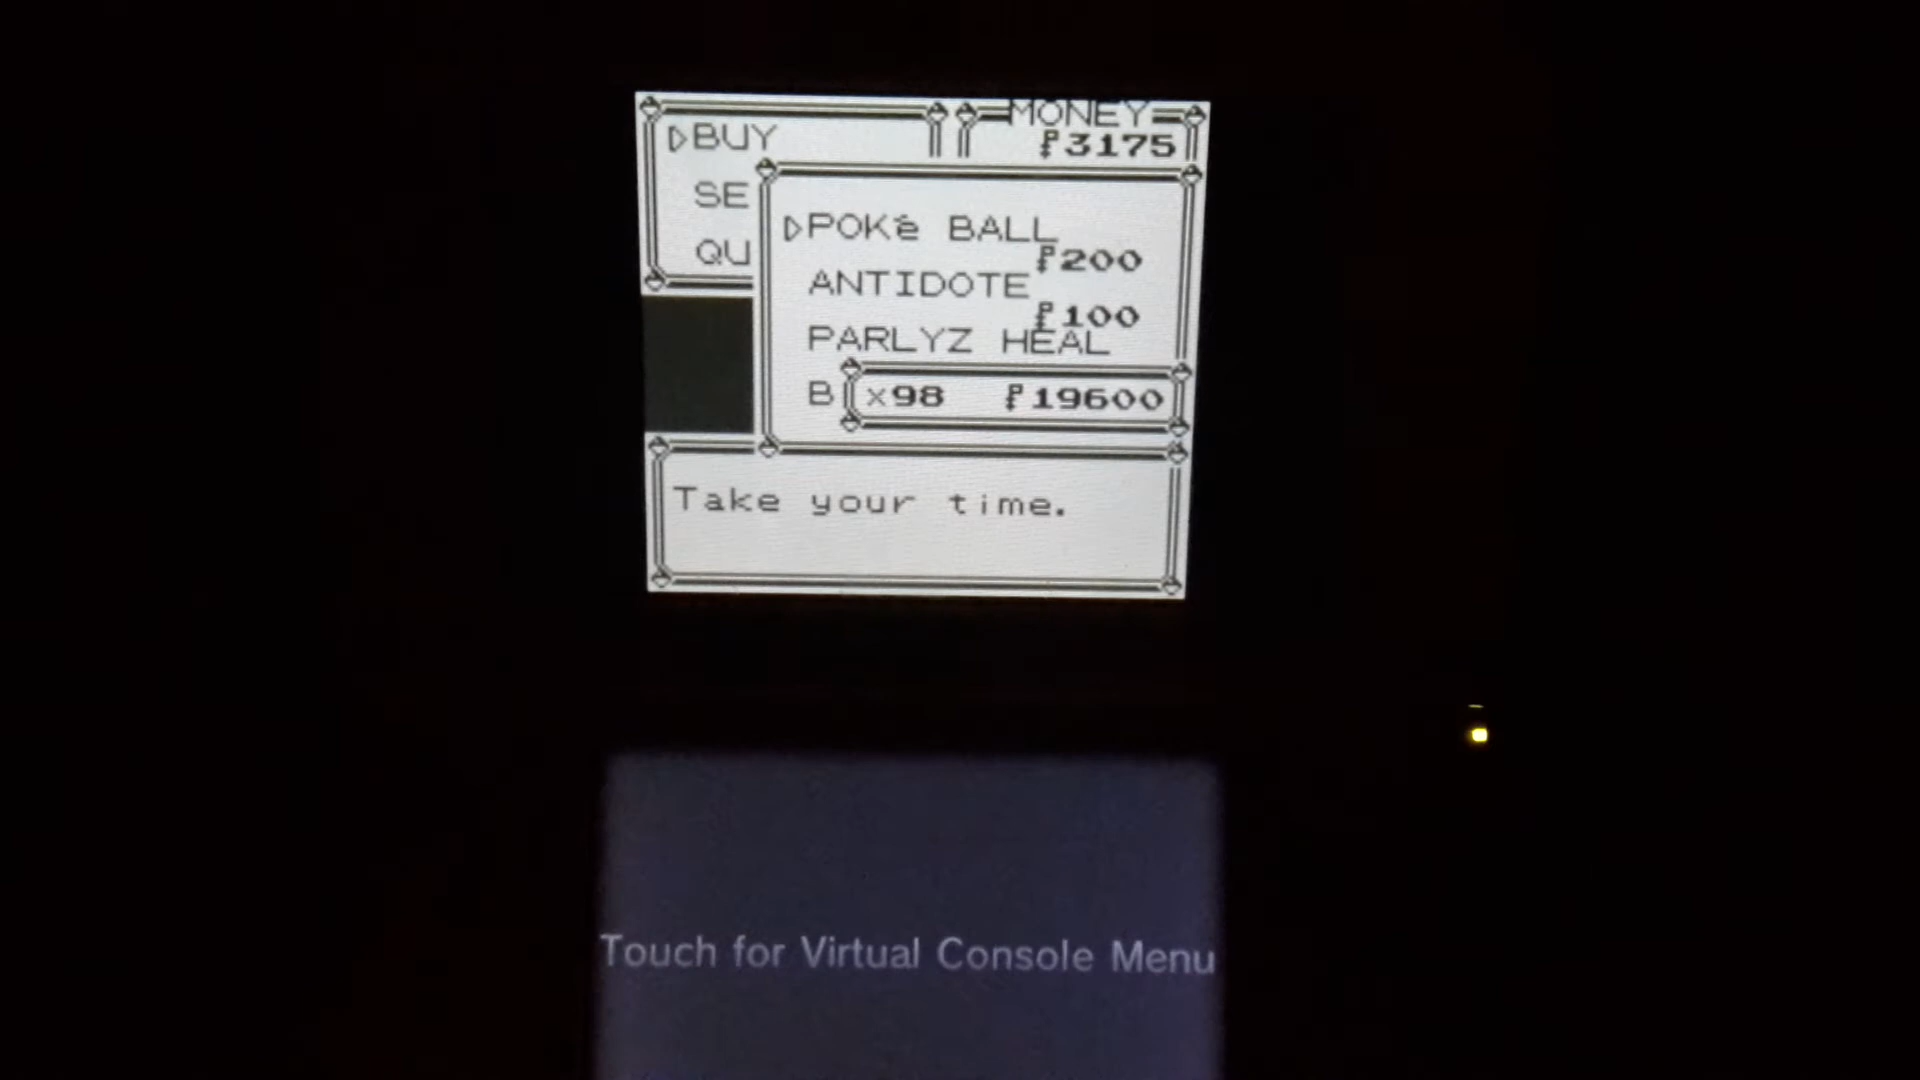 MONEY
BUY
₽3175
SE
POKé BALL
QU
₽200
ANTIDOTE
₽100
PARLYZ HEAL
B ×98 ₽19600
Take your time.
Touch for Virtual Console Menu